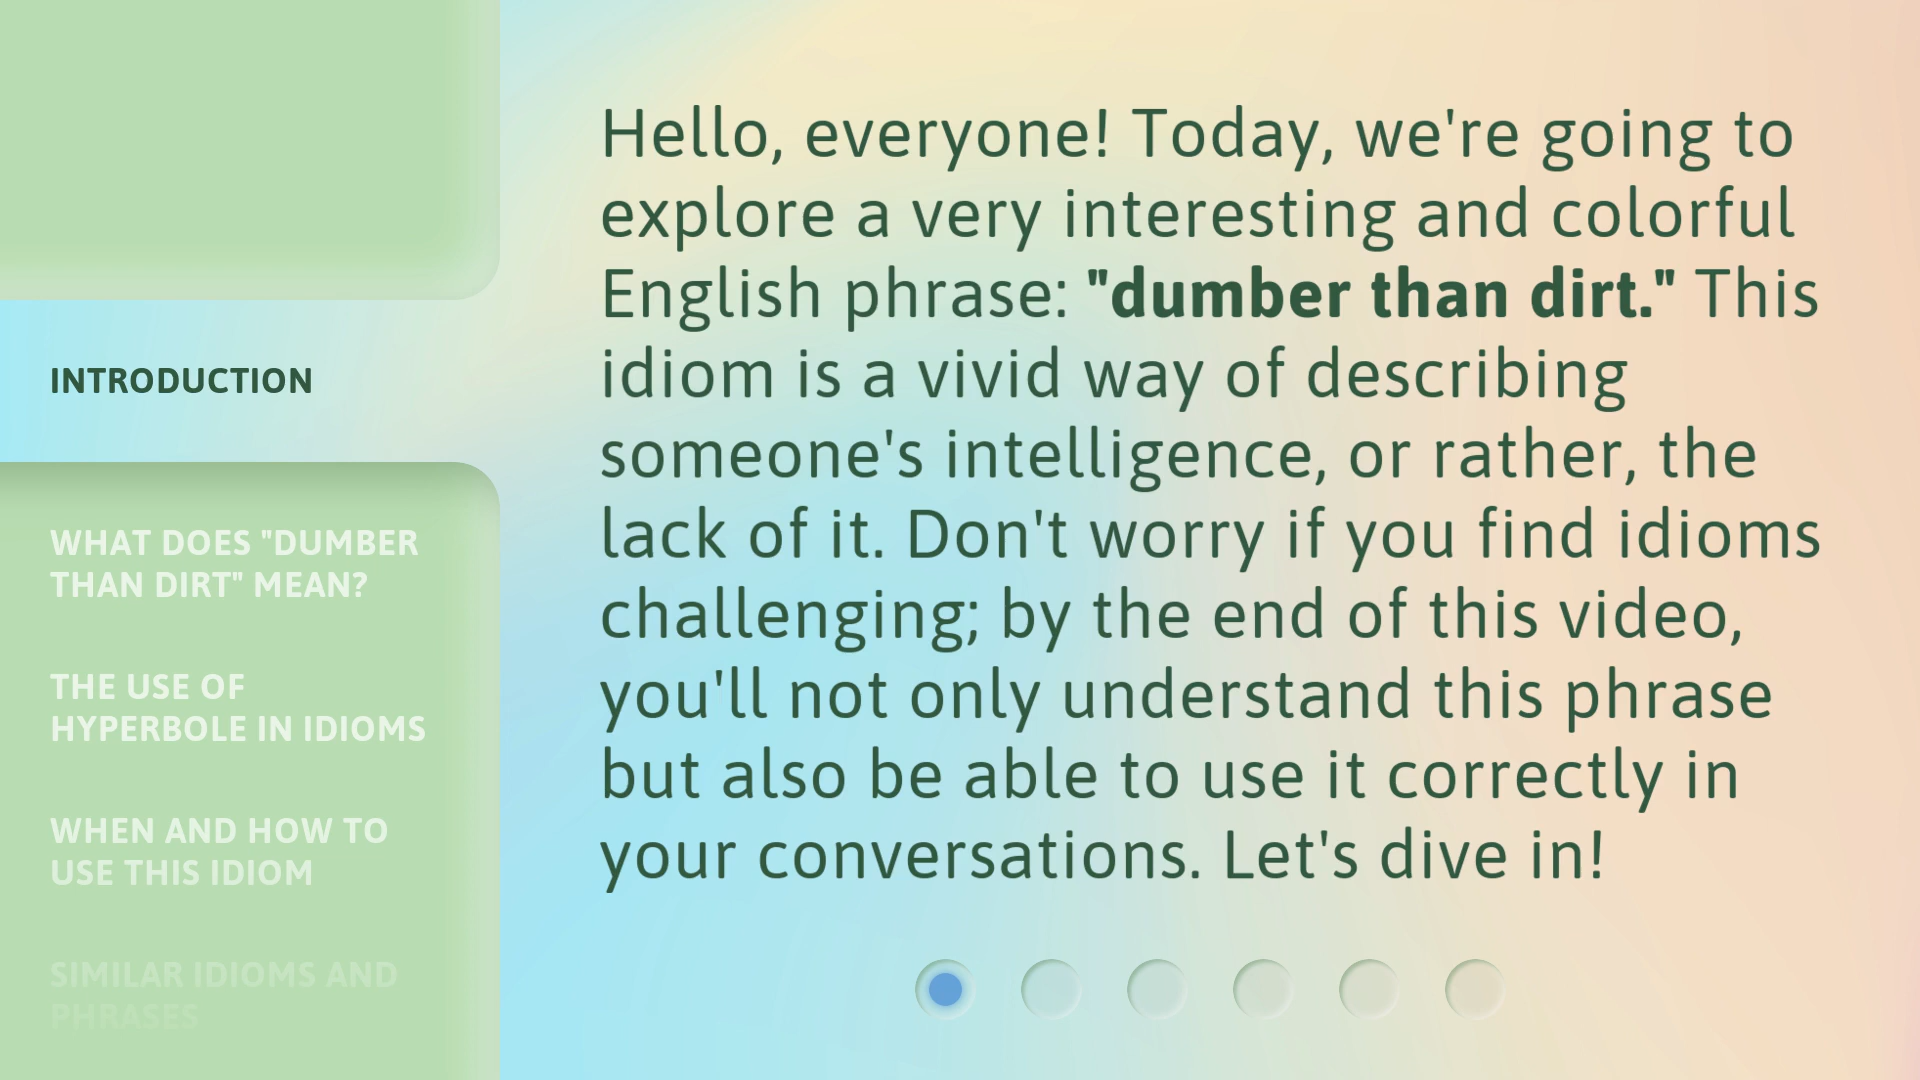 INTRODUCTION
WHAT DOES "DUMBER
THAN DIRT" MEAN?
THE USE OF
HYPERBOLE IN IDIOMS
WHEN AND HOW TO
USE THIS IDIOM
SIMILAR IDIOMS AND
PHRASES
Hello, everyone! Today, we're going to
explore a very interesting and colorful
English phrase: "dumber than dirt." This
idiom is a vivid way of describing
someone's intelligence, or rather, the
lack of it. Don't worry if you find idioms
challenging; by the end of this video,
you'll not only understand this phrase
but also be able to use it correctly in
your conversations. Let's dive in!